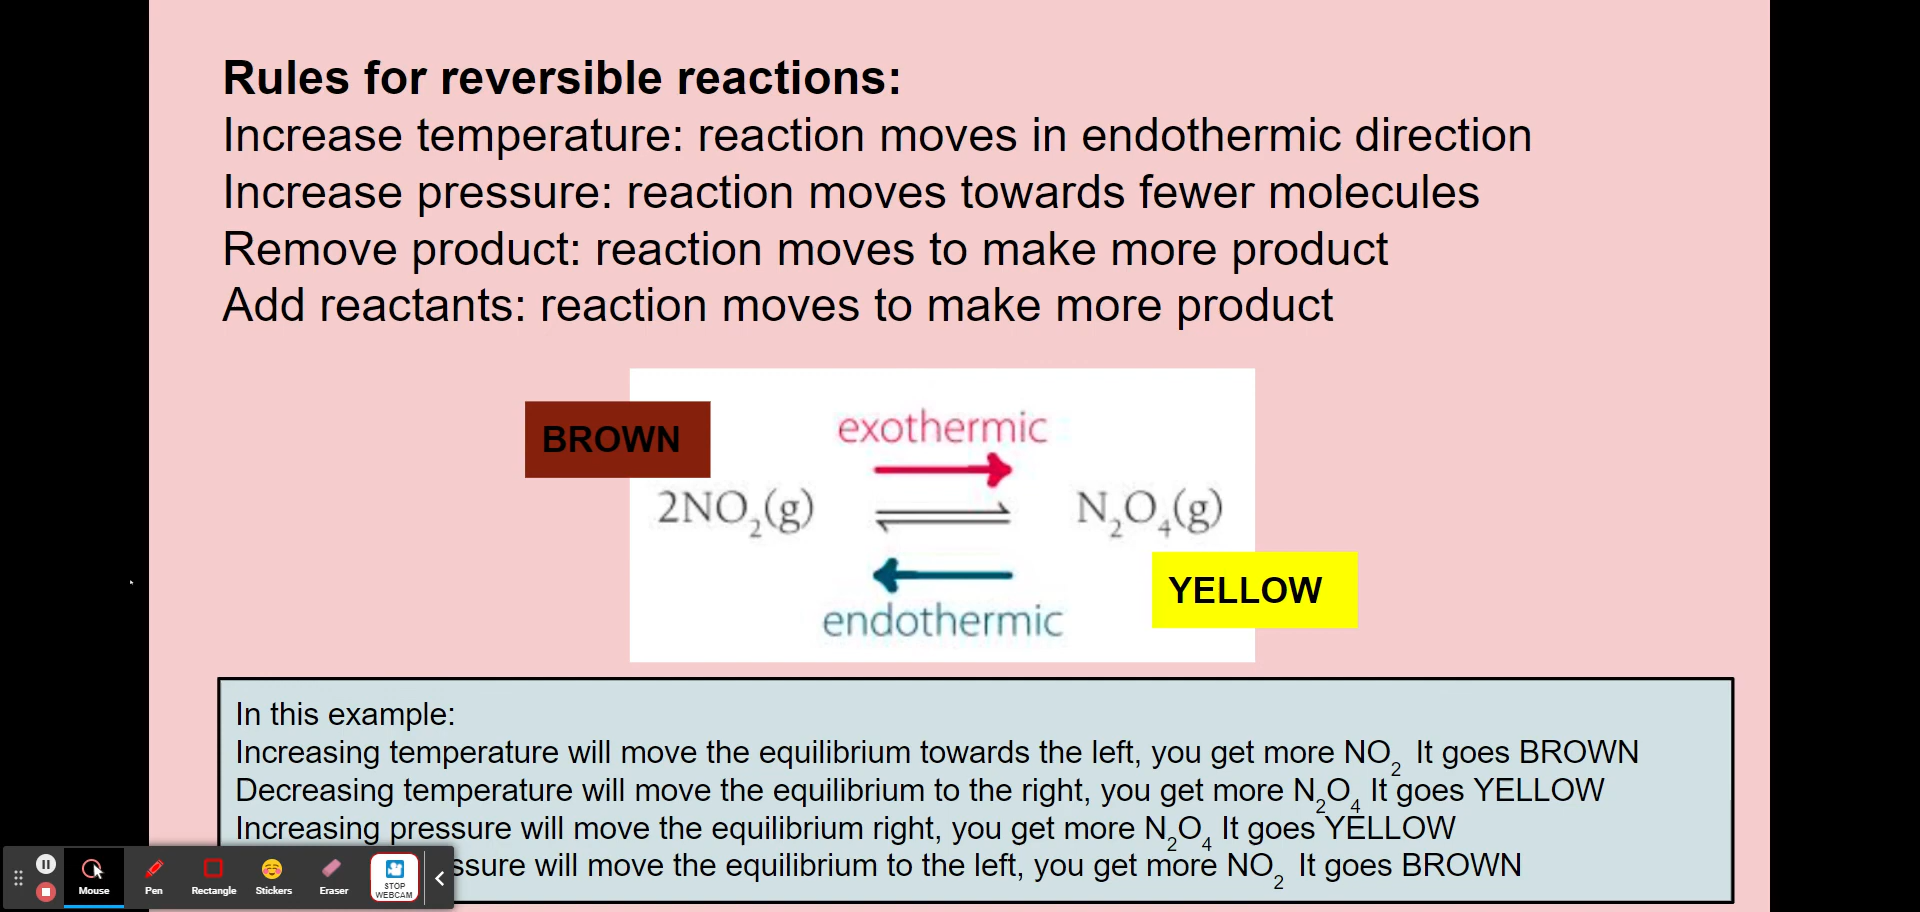 Rules for reversible reactions:
Increase temperature: reaction moves in endothermic direction
Increase pressure: reaction moves towards fewer molecules
Remove product: reaction moves to make more product
Add reactants: reaction moves to make more product
BROWN
exothermic
2NO₂(g) ⇌ N₂O₄(g)
endothermic
YELLOW
In this example:
Increasing temperature will move the equilibrium towards the left, you get more NO₂ It goes BROWN
Decreasing temperature will move the equilibrium to the right, you get more N₂O₄ It goes YELLOW
Increasing pressure will move the equilibrium right, you get more N₂O₄ It goes YELLOW
will move the equilibrium to the left, you get more NO₂ It goes BROWN
Mouse Pen Rectangle Stickers Eraser STOP WEBCAM